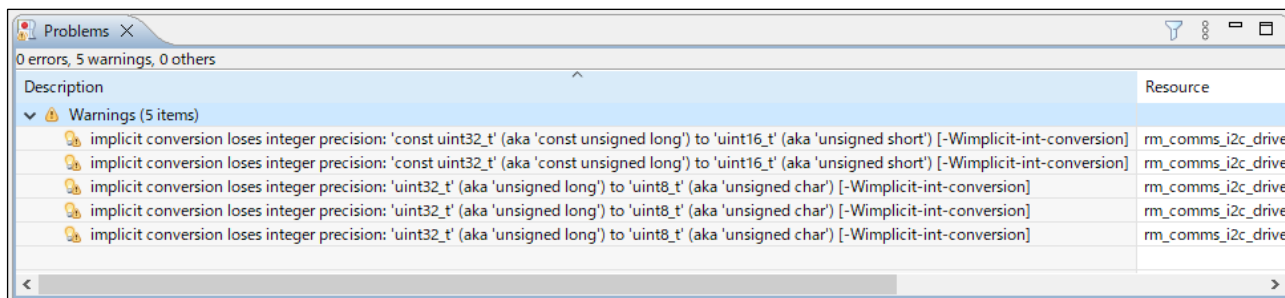 Problems
0 errors, 5 warnings, 0 others
Description Resource
Warnings (5 items)
implicit conversion loses integer precision: 'const uint32_t' (aka 'const unsigned long') to 'uint16_t' (aka 'unsigned short') [-Wimplicit-int-conversion] rm_comms_i2c_drive
implicit conversion loses integer precision: 'const uint32_t' (aka 'const unsigned long') to 'uint16_t' (aka 'unsigned short') [-Wimplicit-int-conversion] rm_comms_i2c_drive
implicit conversion loses integer precision: 'uint32_t' (aka 'unsigned long') to 'uint8_t' (aka 'unsigned char') [-Wimplicit-int-conversion] rm_comms_i2c_drive
implicit conversion loses integer precision: 'uint32_t' (aka 'unsigned long') to 'uint8_t' (aka 'unsigned char') [-Wimplicit-int-conversion] rm_comms_i2c_drive
implicit conversion loses integer precision: 'uint32_t' (aka 'unsigned long') to 'uint8_t' (aka 'unsigned char') [-Wimplicit-int-conversion] rm_comms_i2c_drive